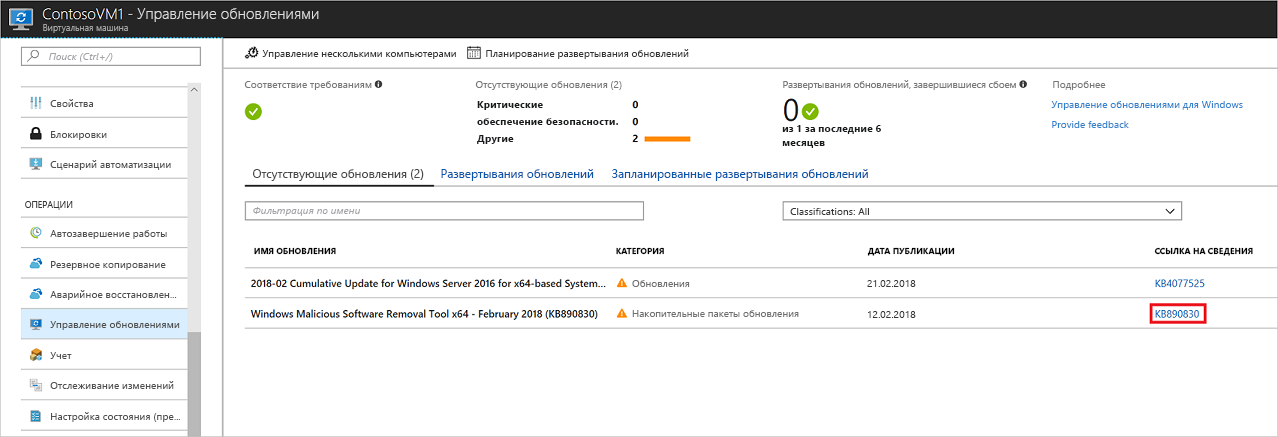 ContosoVM1 - Управление обновлениями
Виртуальная машина
Поиск (Ctrl+/)
Свойства
Блокировки
Сценарий автоматизации
ОПЕРАЦИИ
Автозавершение работы
Резервное копирование
Аварийное восстановлен...
Управление обновлениями
Учет
Отслеживание изменений
Настройка состояния (пре...
Управление несколькими компьютерами
Планирование развертывания обновлений
Соответствие требованиям
Отсутствующие обновления (2)
Критические 0
обеспечение безопасности. 0
Другие 2
Развертывания обновлений, завершившиеся сбоем
0
из 1 за последние 6
месяцев
Подробнее
Управление обновлениями для Windows
Provide feedback
Отсутствующие обновления (2) Развертывания обновлений Запланированные развертывания обновлений
Фильтрация по имени
Classifications: All
ИМЯ ОБНОВЛЕНИЯ КАТЕГОРИЯ ДАТА ПУБЛИКАЦИИ ССЫЛКА НА СВЕДЕНИЯ
2018-02 Cumulative Update for Windows Server 2016 for x64-based System... Обновления 21.02.2018 KB4077525
Windows Malicious Software Removal Tool x64 - February 2018 (KB890830) Накопительные пакеты обновления 12.02.2018 KB890830